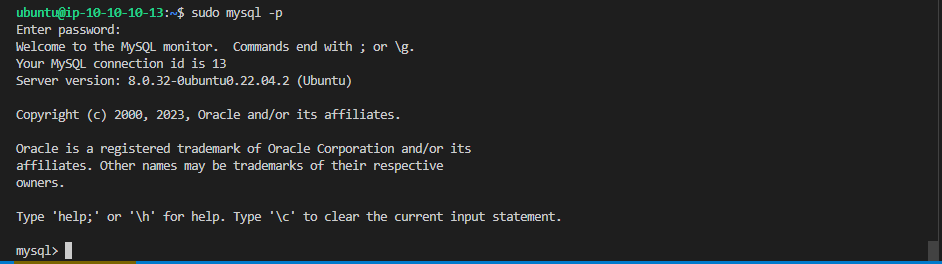 ubuntu@ip-10-10-10-13:~$ sudo mysql -p
Enter password:
Welcome to the MySQL monitor.  Commands end with ; or \g.
Your MySQL connection id is 13
Server version: 8.0.32-0ubuntu0.22.04.2 (Ubuntu)

Copyright (c) 2000, 2023, Oracle and/or its affiliates.

Oracle is a registered trademark of Oracle Corporation and/or its
affiliates. Other names may be trademarks of their respective
owners.

Type 'help;' or '\h' for help. Type '\c' to clear the current input statement.

mysql>